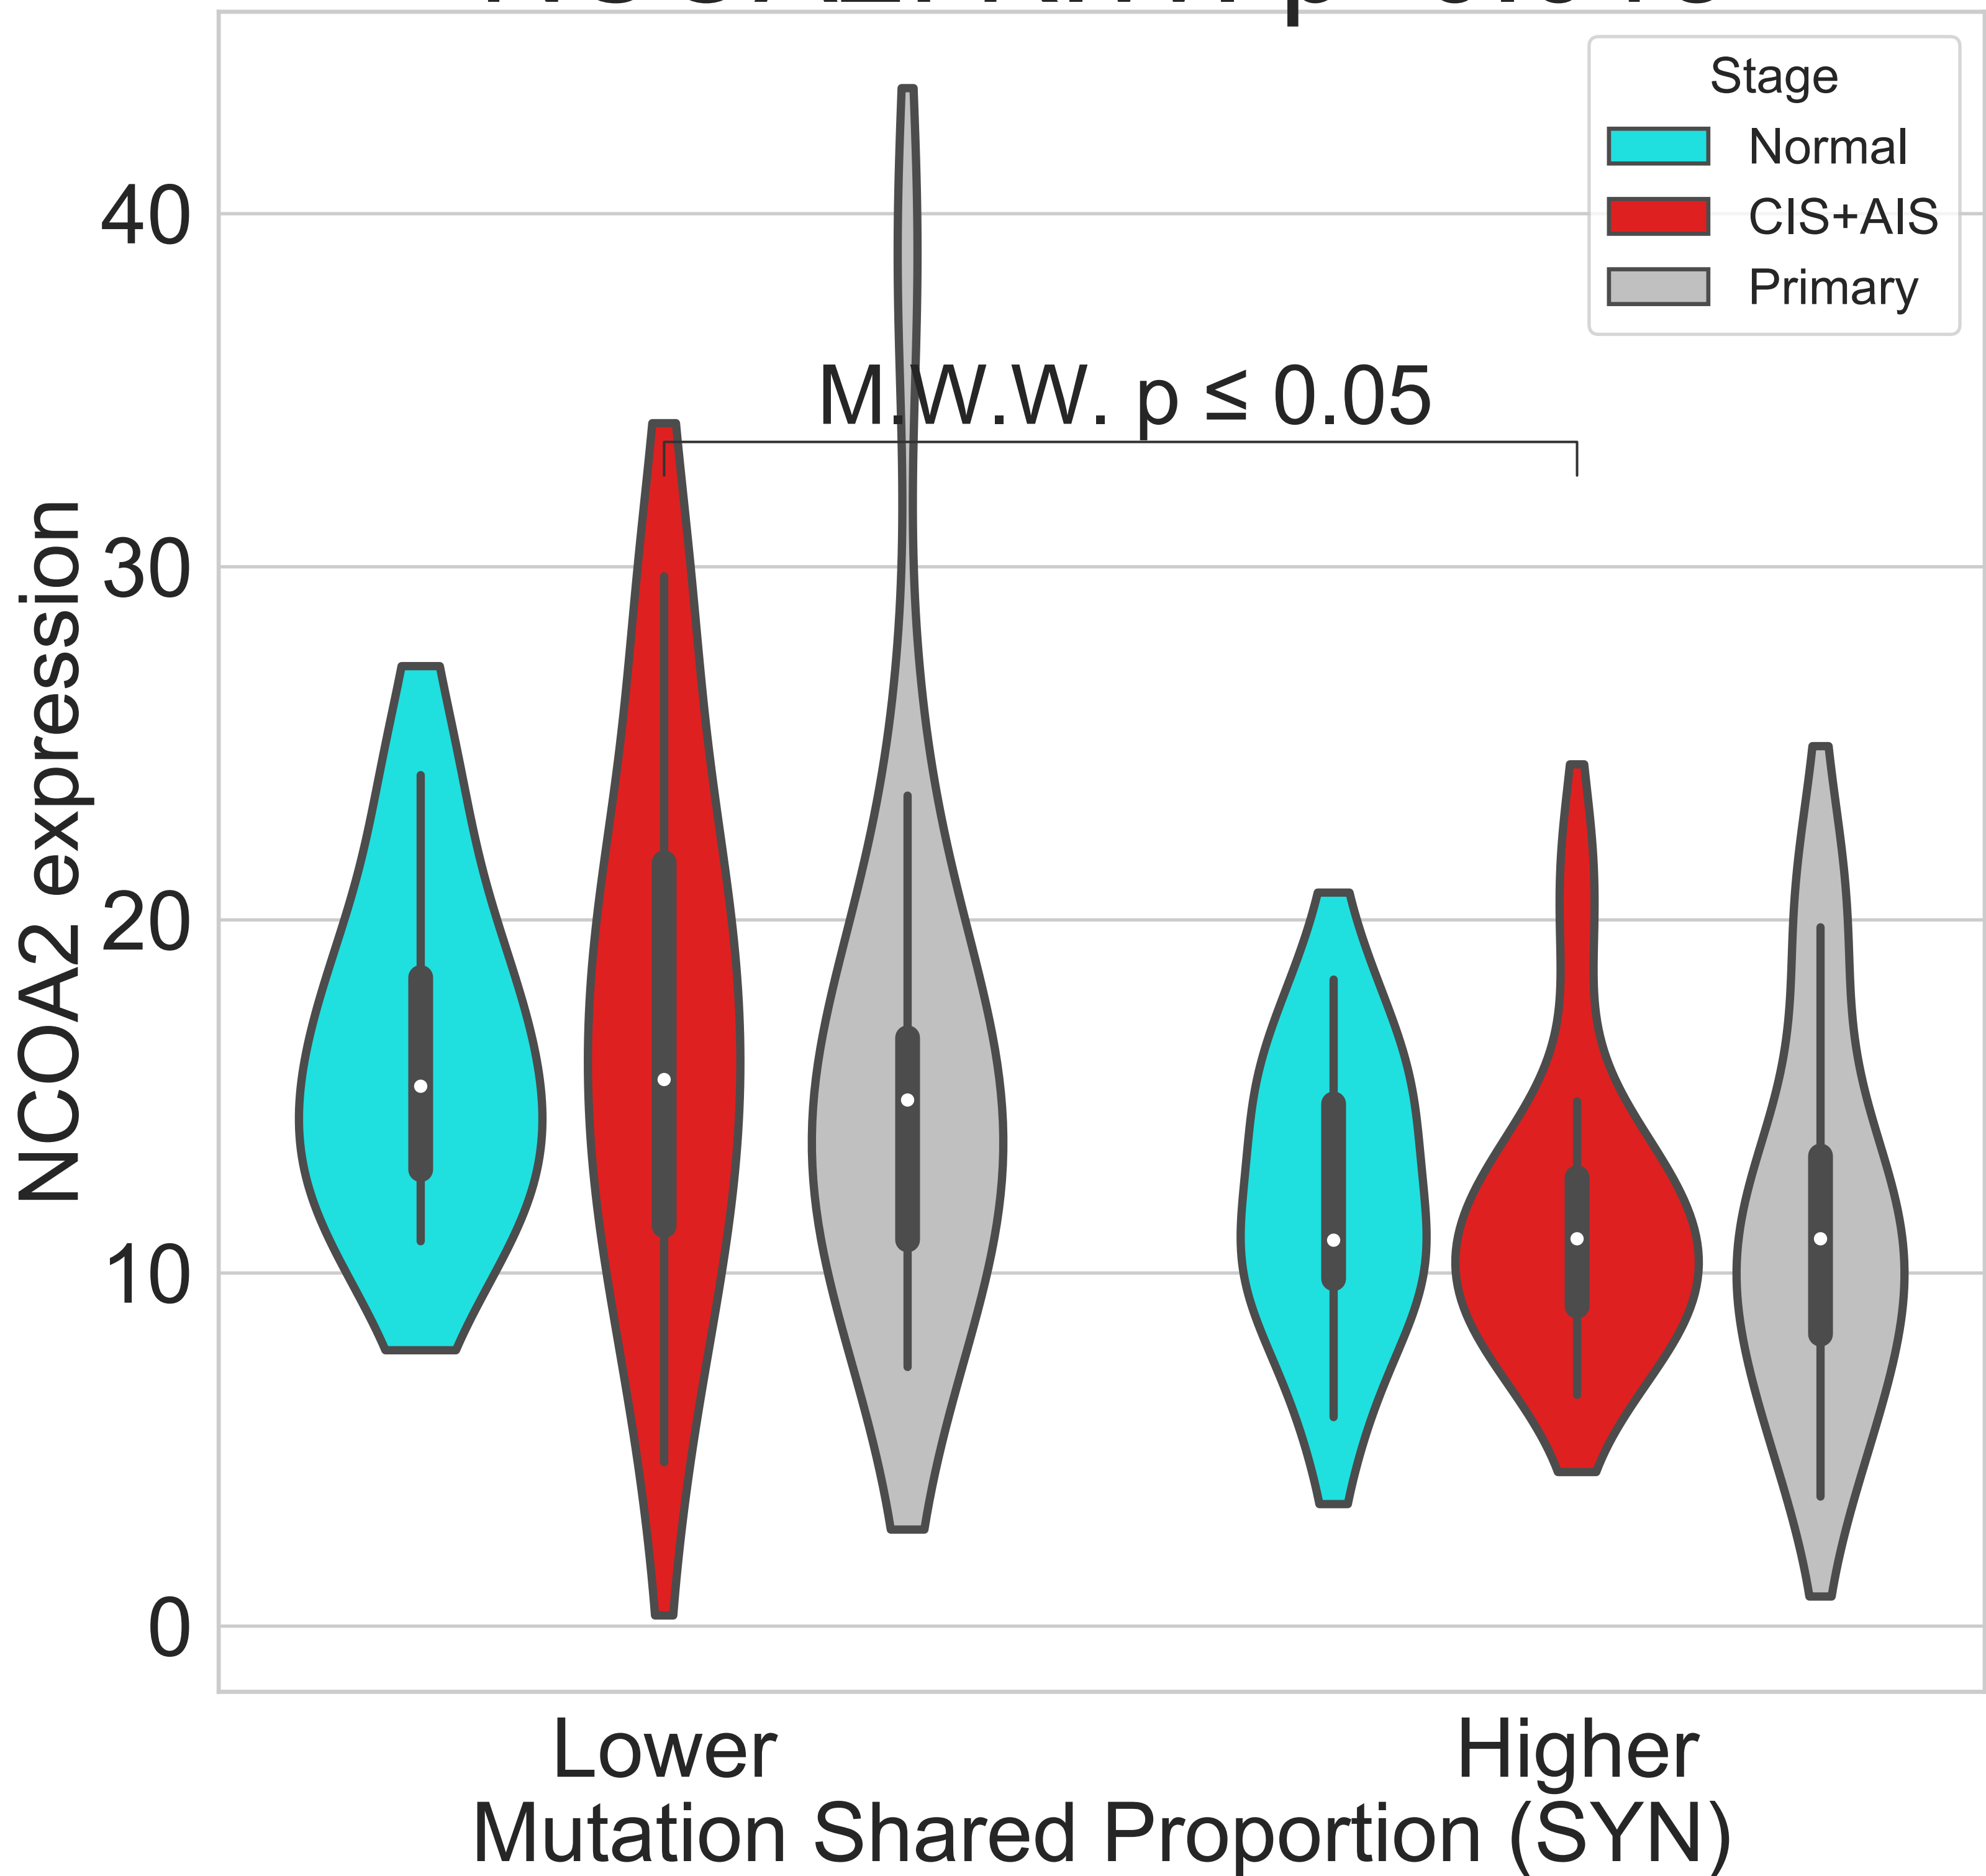 Stage
Normal
CIS+AIS
Primary
M.W.W. p ≤ 0.05
40
30
20
10
0
NCOA2 expression
Lower
Higher
Mutation Shared Proportion (SYN)